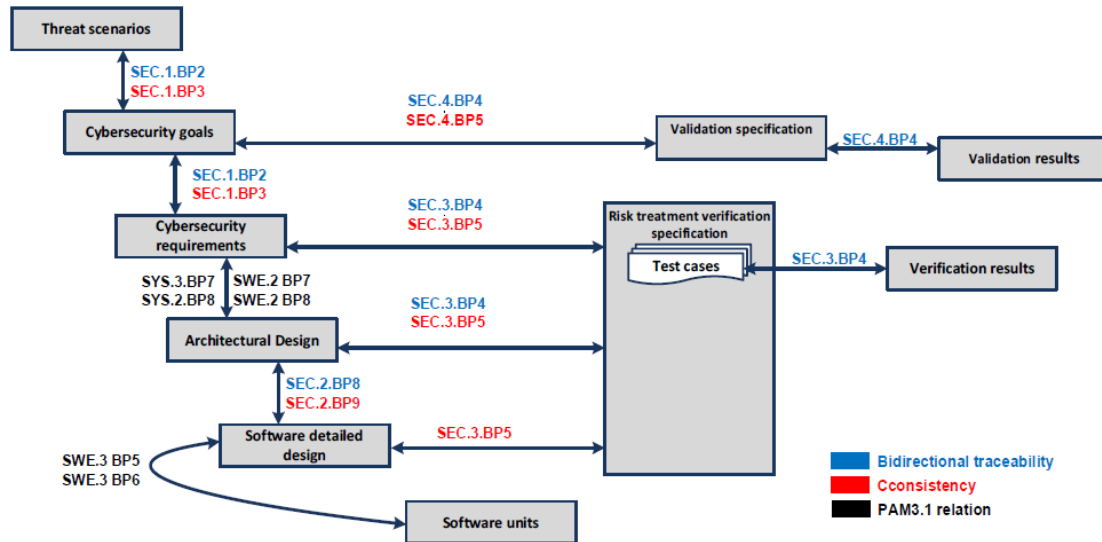 Threat scenarios
SEC.1.BP2
SEC.1.BP3
SEC.4.BP4
SEC.4.BP5
Cybersecurity goals
Validation specification
SEC.4.BP4
Validation results
SEC.1.BP2
SEC.1.BP3
SEC.3.BP4
SEC.3.BP5
Cybersecurity
requirements
Risk treatment verification
specification
Test cases
SEC.3.BP4
Verification results
SYS.3.BP7 SWE.2 BP7
SYS.2.BP8 SWE.2 BP8
SEC.3.BP4
SEC.3.BP5
Architectural Design
SEC.2.BP8
SEC.2.BP9
Software detailed
design
SEC.3.BP5
SWE.3 BP5
SWE.3 BP6
Software units
Bidirectional traceability
Cconsistency
PAM3.1 relation